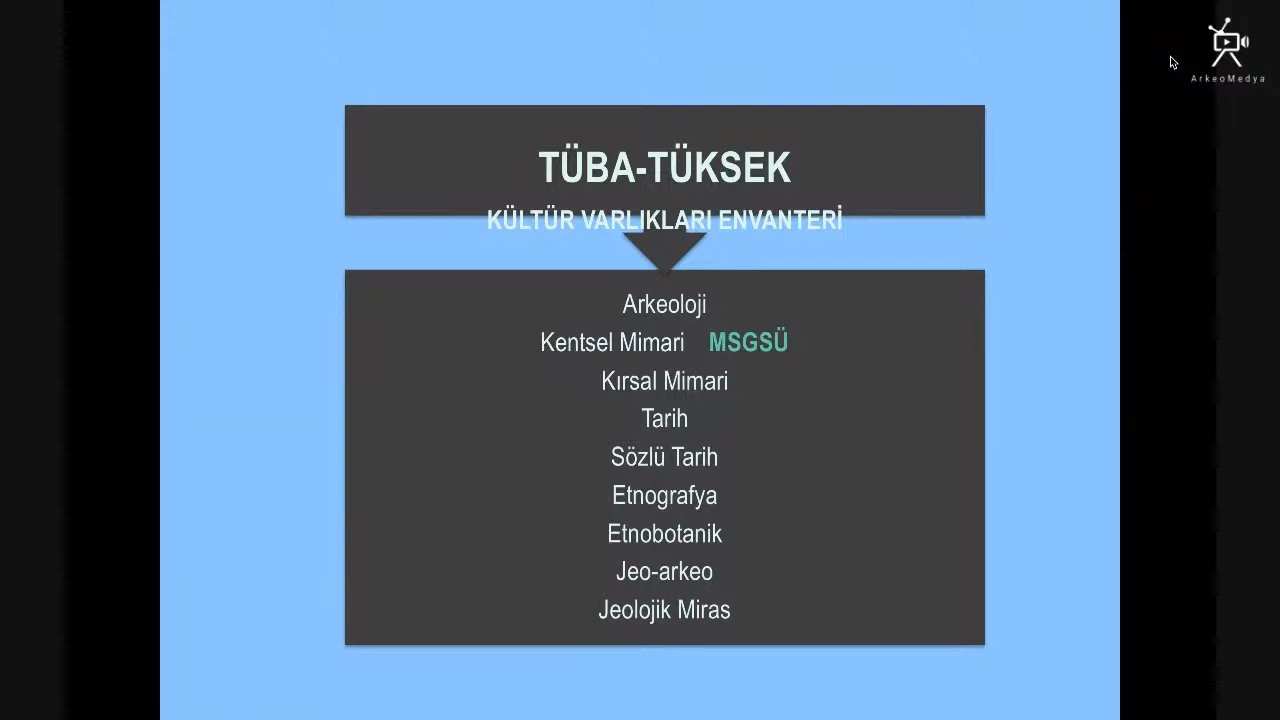 ArkeoMedya
TÜBA-TÜKSEK
KÜLTÜR VARLIKLARI ENVANTERİ
Arkeoloji
Kentsel Mimari MSGSÜ
Kırsal Mimari
Tarih
Sözlü Tarih
Etnografya
Etnobotanik
Jeo-arkeo
Jeolojik Miras